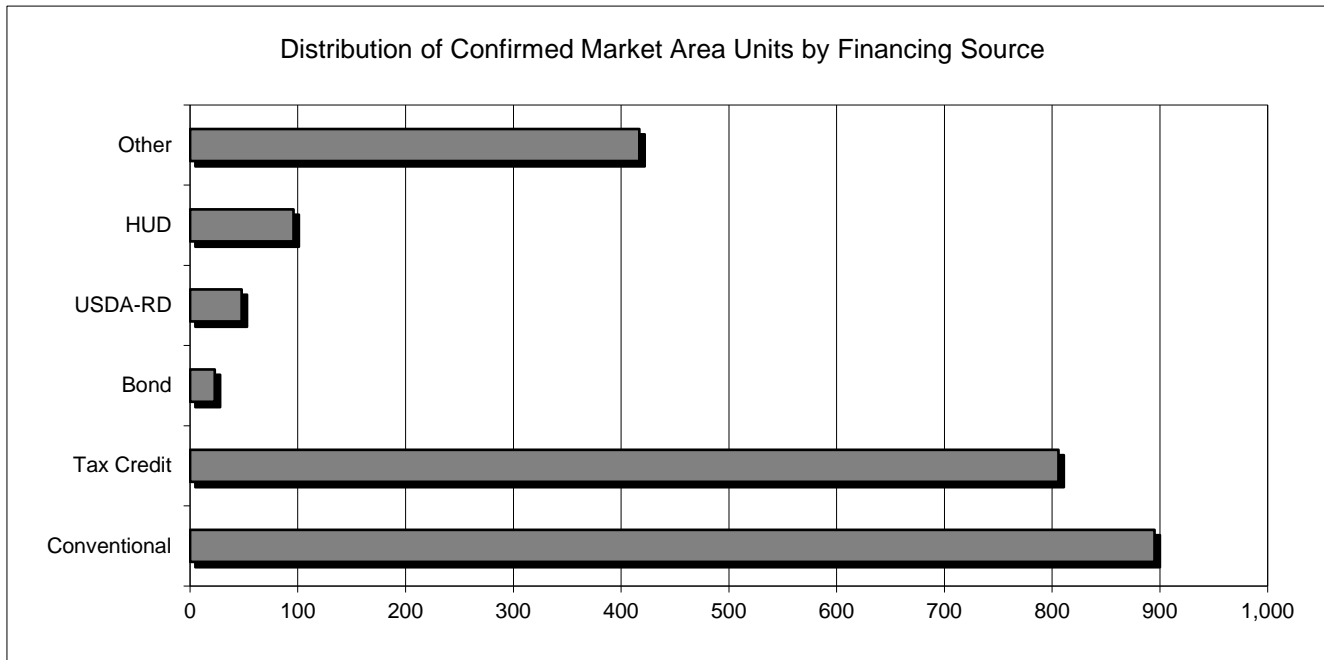 Distribution of Confirmed Market Area Units by Financing Source
Other
HUD
USDA-RD
Bond
Tax Credit
Conventional
0 100 200 300 400 500 600 700 800 900 1,000